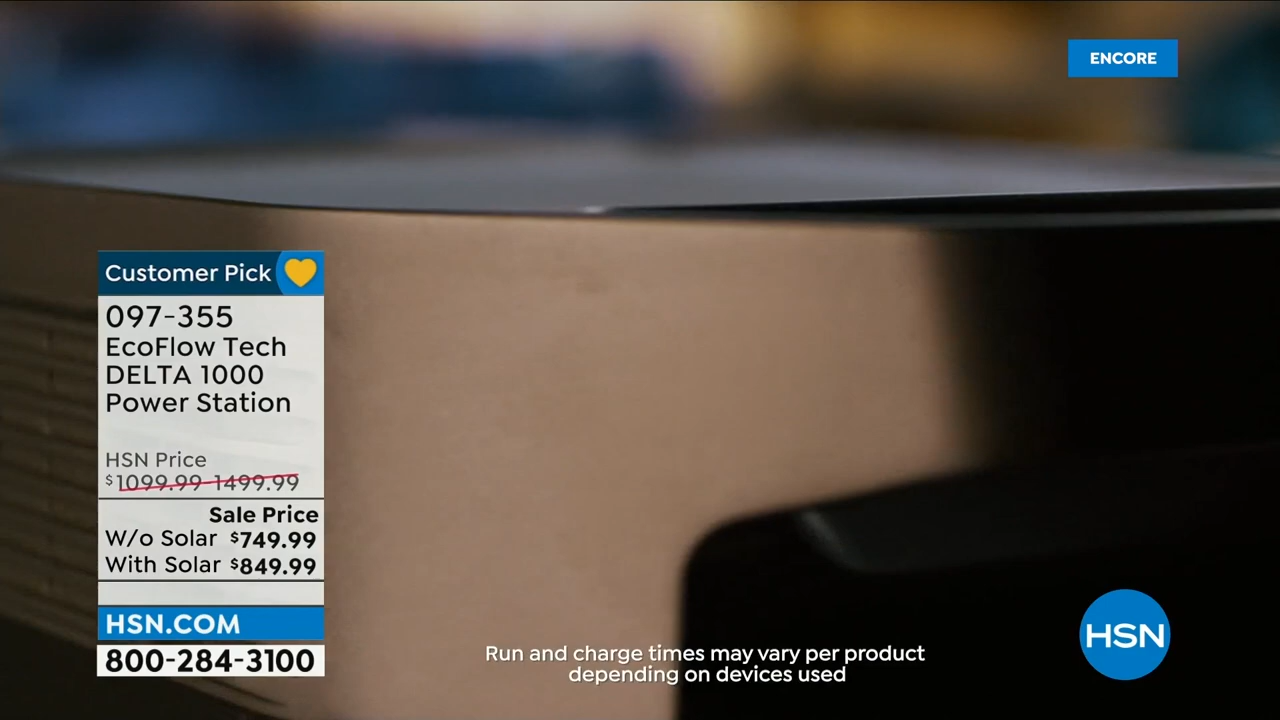 ENCORE
Customer Pick
097-355
EcoFlow Tech
DELTA 1000
Power Station
HSN Price
$1099.99-1499.99
Sale Price
W/o Solar $749.99
With Solar $849.99
HSN.COM
800-284-3100
Run and charge times may vary per product
depending on devices used
HSN